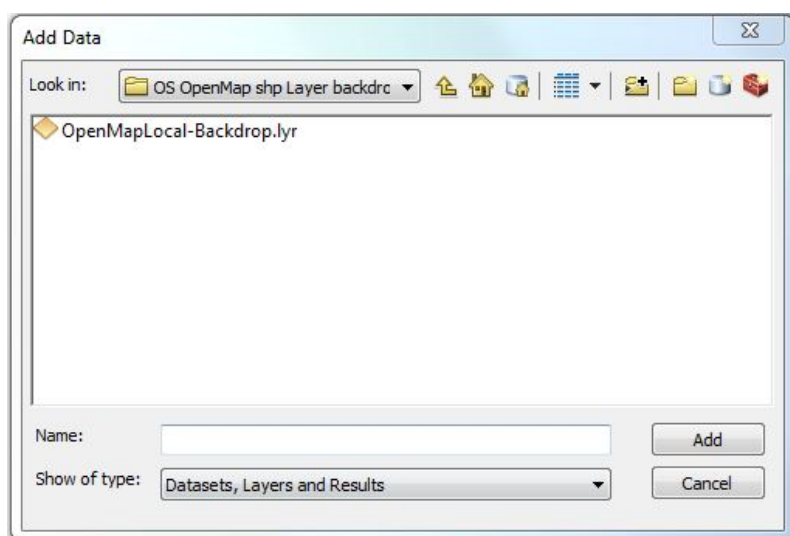 Add Data
Look in: OS OpenMap shp Layer backdrc
OpenMapLocal-Backdrop.lyr
Name:
Add
Show of type: Datasets, Layers and Results
Cancel